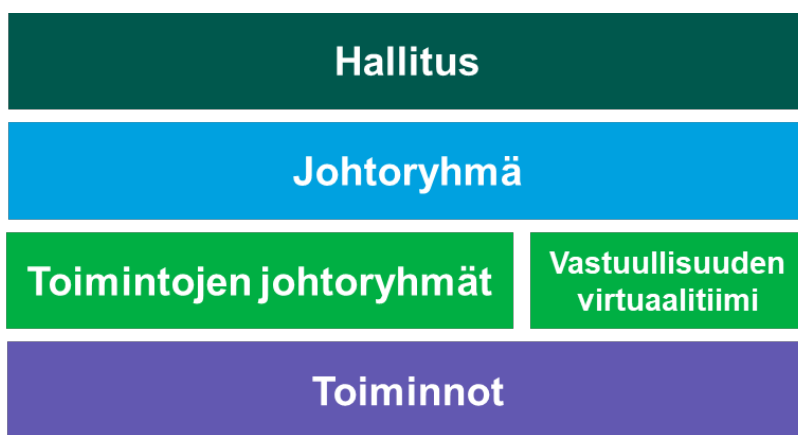 Hallitus
Johtoryhmä
Toimintojen johtoryhmät
Vastuullisuuden
virtuaalitiimi
Toiminnot